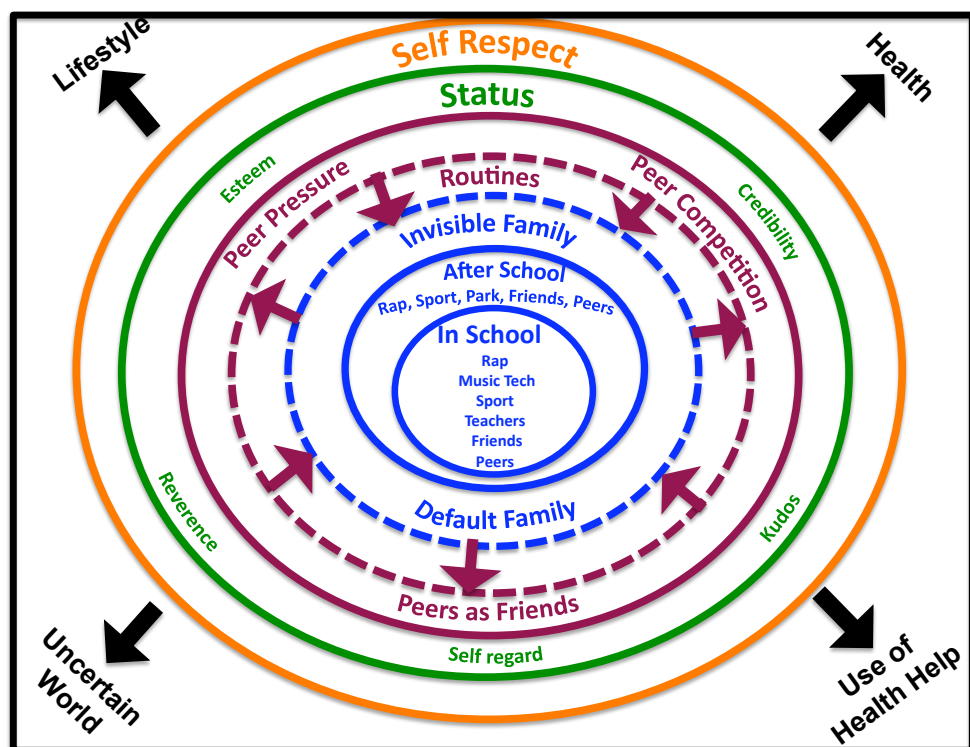 Lifestyle
Health
Self Respect
Status
Esteem
Credibility
Peer Pressure
Peer Competition
Routines
Invisible Family
After School
Rap, Sport, Park, Friends, Peers
In School
Rap
Music Tech
Sport
Teachers
Friends
Peers
Default Family
Reverence
Kudos
Peers as Friends
Self regard
Uncertain
World
Use of
Health Help